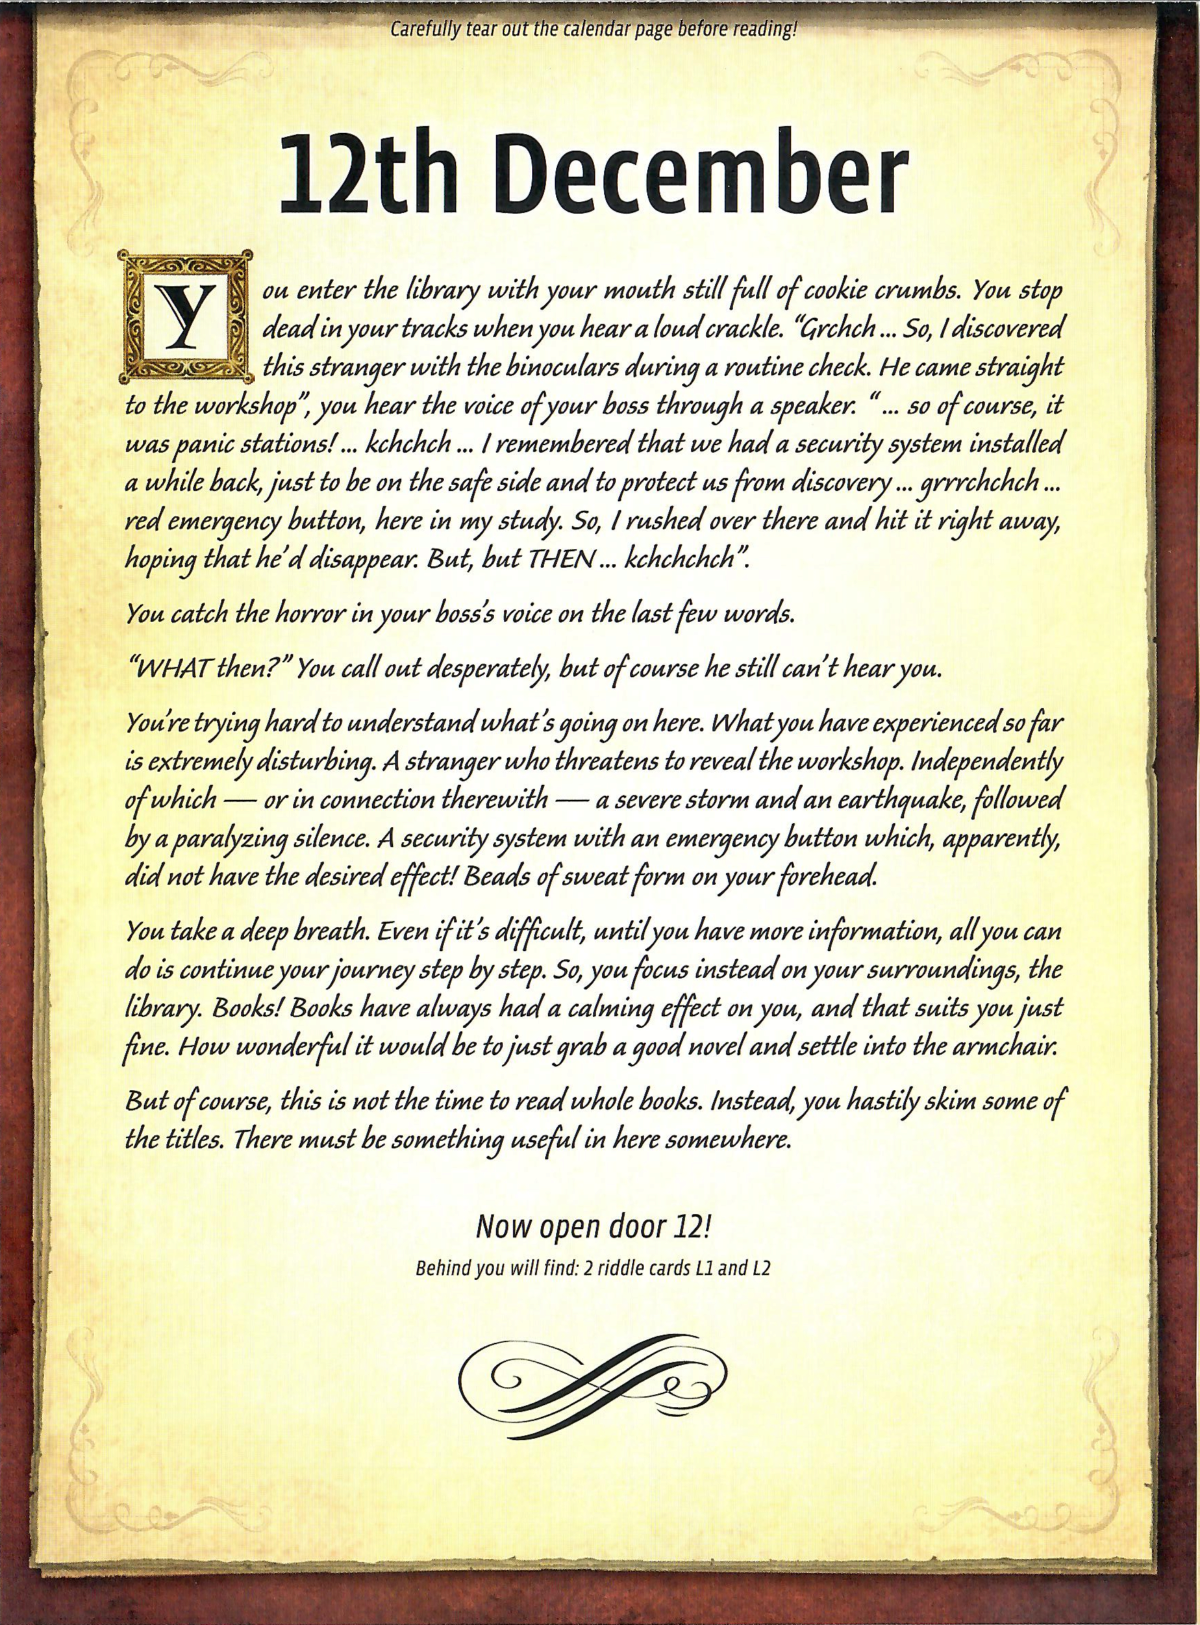 Carefully tear out the calendar page before reading!
12th December
You enter the library with your mouth still full of cookie crumbs. You stop
dead in your tracks when you hear a loud crackle. “Grchch ... So, I discovered
this stranger with the binoculars during a routine check. He came straight
to the workshop”, you hear the voice of your boss through a speaker. “ ... so of course, it
was panic stations! ... kchchch ... I remembered that we had a security system installed
a while back, just to be on the safe side and to protect us from discovery ... grrrchchch ...
red emergency button, here in my study. So, I rushed over there and hit it right away,
hoping that he’d disappear. But, but THEN ... kchchchch”.
You catch the horror in your boss’s voice on the last few words.
“WHAT then?” You call out desperately, but of course he still can’t hear you.
You’re trying hard to understand what’s going on here. What you have experienced so far
is extremely disturbing. A stranger who threatens to reveal the workshop. Independently
of which — or in connection therewith — a severe storm and an earthquake, followed
by a paralyzing silence. A security system with an emergency button which, apparently,
did not have the desired effect! Beads of sweat form on your forehead.
You take a deep breath. Even if it’s difficult, until you have more information, all you can
do is continue your journey step by step. So, you focus instead on your surroundings, the
library. Books! Books have always had a calming effect on you, and that suits you just
fine. How wonderful it would be to just grab a good novel and settle into the armchair.
But of course, this is not the time to read whole books. Instead, you hastily skim some of
the titles. There must be something useful in here somewhere.
Now open door 12!
Behind you will find: 2 riddle cards L1 and L2